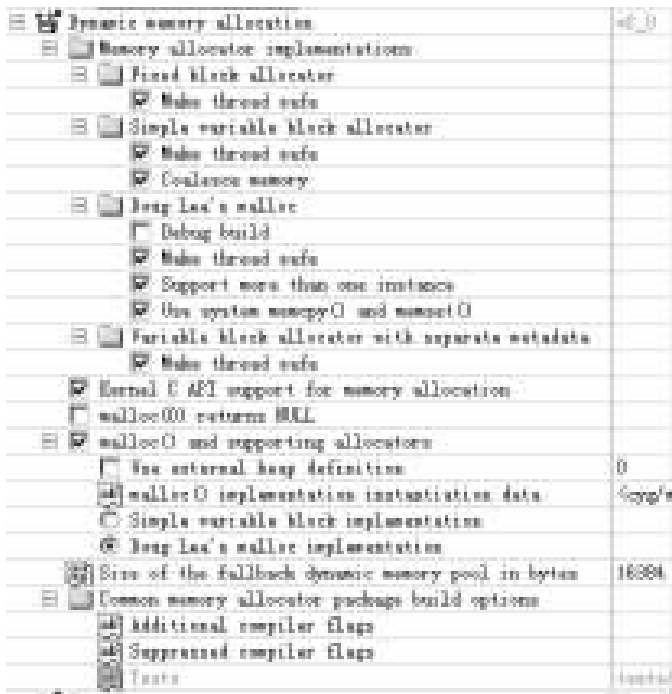 Dynamic memory allocation
Memory allocator implementations
Fixed block allocator
Make thread safe
Simple variable block allocator
Make thread safe
Coalesce memory
Doug Lea's malloc
Debug build
Make thread safe
Support more than one instance
Use system memcpy() and memset()
Variable block allocator with separate metadata
Make thread safe
Kernel C API support for memory allocation
malloc(0) returns NULL
malloc() and supporting allocators
Use external heap definition 0
malloc() implementation instantiation data
Simple variable block implementation
Doug Lea's malloc implementation
Size of the fallback dynamic memory pool in bytes 16384
Common memory allocator package build options
Additional compiler flags
Suppressed compiler flags
Tests